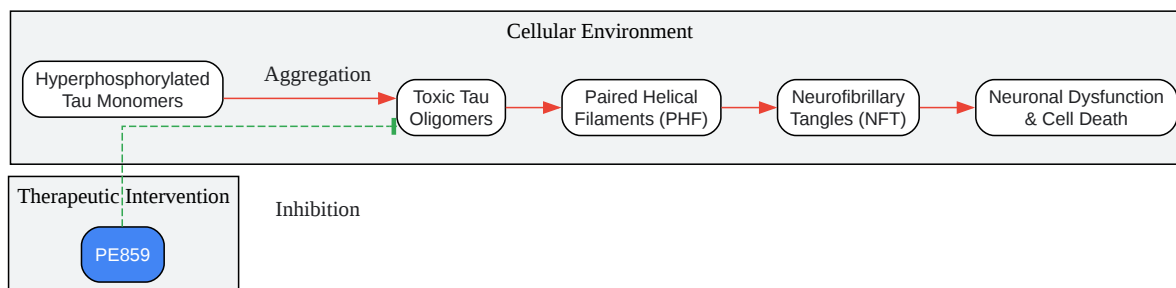 Cellular Environment
Hyperphosphorylated
Tau Monomers
Aggregation
Toxic Tau
Oligomers
Paired Helical
Filaments (PHF)
Neurofibrillary
Tangles (NFT)
Neuronal Dysfunction
& Cell Death
Therapeutic Intervention
Inhibition
PE859